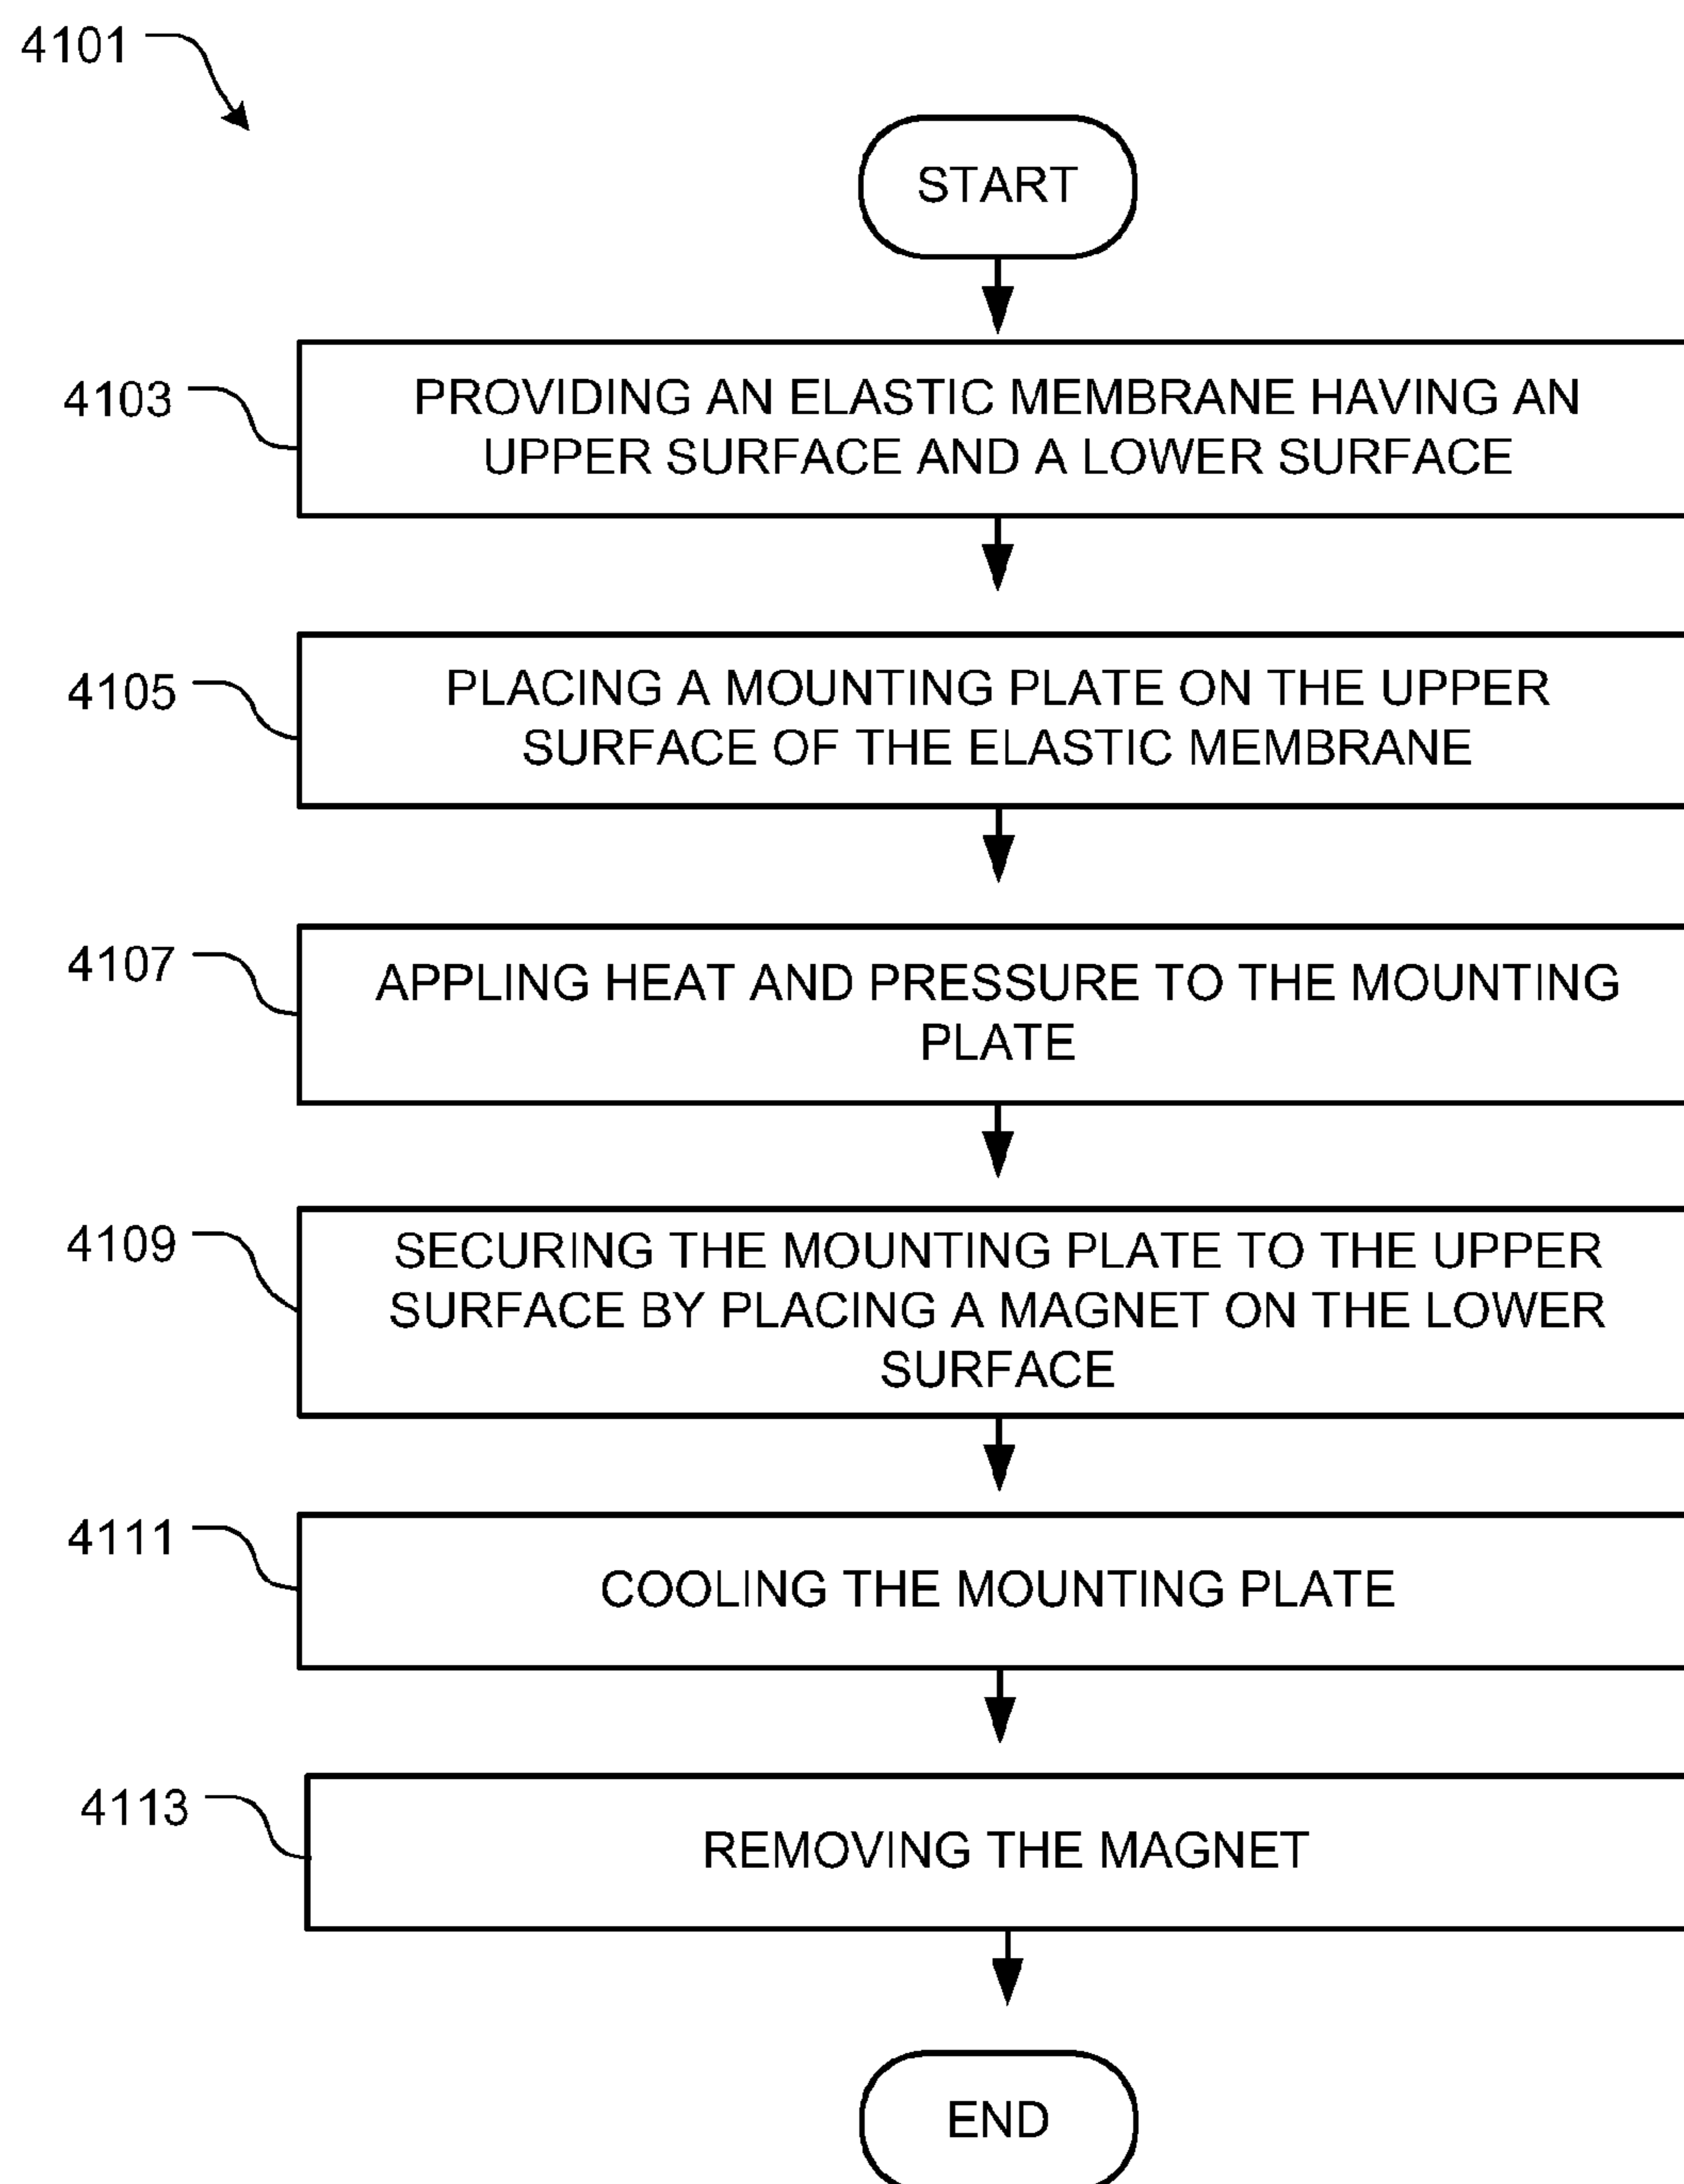 4101
START
4103
PROVIDING AN ELASTIC MEMBRANE HAVING AN
UPPER SURFACE AND A LOWER SURFACE
4105
PLACING A MOUNTING PLATE ON THE UPPER
SURFACE OF THE ELASTIC MEMBRANE
4107
APPLING HEAT AND PRESSURE TO THE MOUNTING
PLATE
4109
SECURING THE MOUNTING PLATE TO THE UPPER
SURFACE BY PLACING A MAGNET ON THE LOWER
SURFACE
4111
COOLING THE MOUNTING PLATE
4113
REMOVING THE MAGNET
END